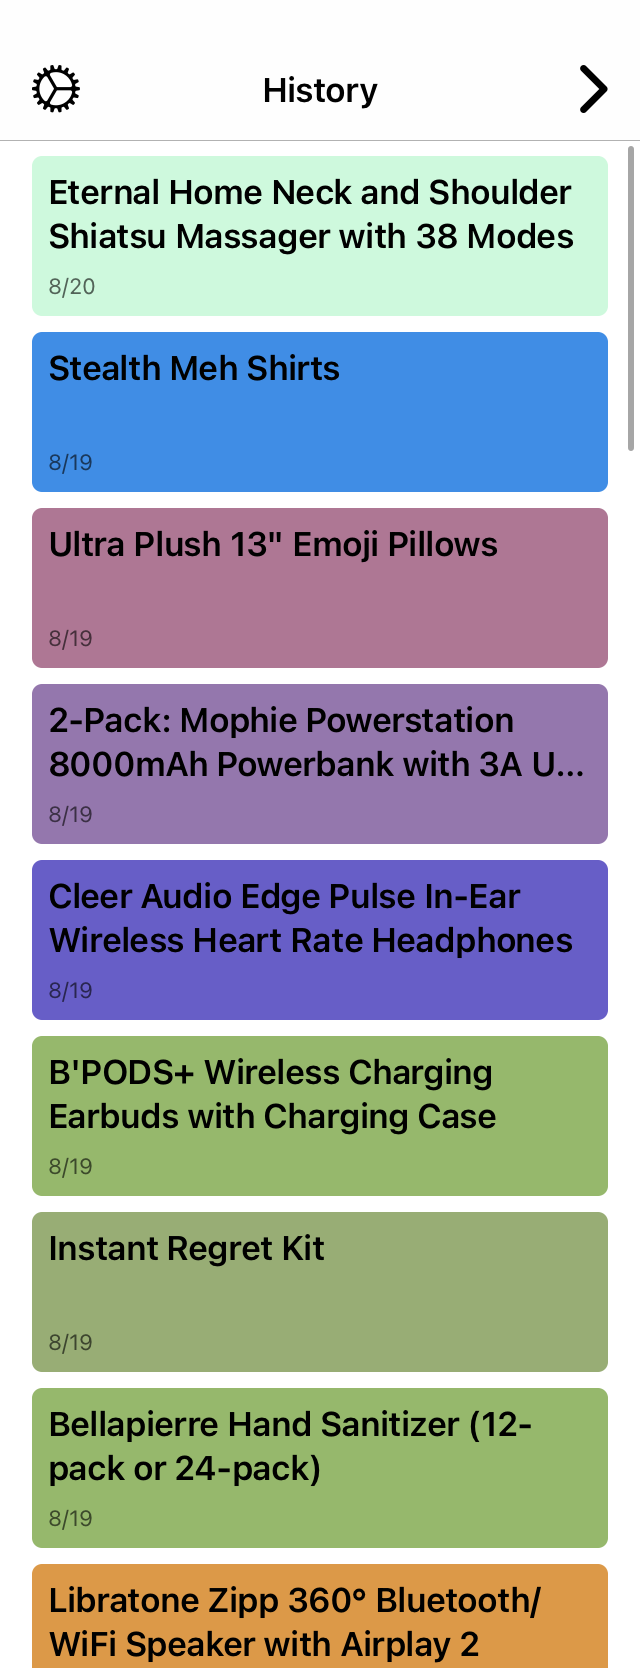 History
Eternal Home Neck and Shoulder
Shiatsu Massager with 38 Modes
8/20
Stealth Meh Shirts
8/19
Ultra Plush 13" Emoji Pillows
8/19
2-Pack: Mophie Powerstation
8000mAh Powerbank with 3A U...
8/19
Cleer Audio Edge Pulse In-Ear
Wireless Heart Rate Headphones
8/19
B'PODS+ Wireless Charging
Earbuds with Charging Case
8/19
Instant Regret Kit
8/19
Bellapierre Hand Sanitizer (12-
pack or 24-pack)
8/19
Libratone Zipp 360° Bluetooth/
WiFi Speaker with Airplay 2